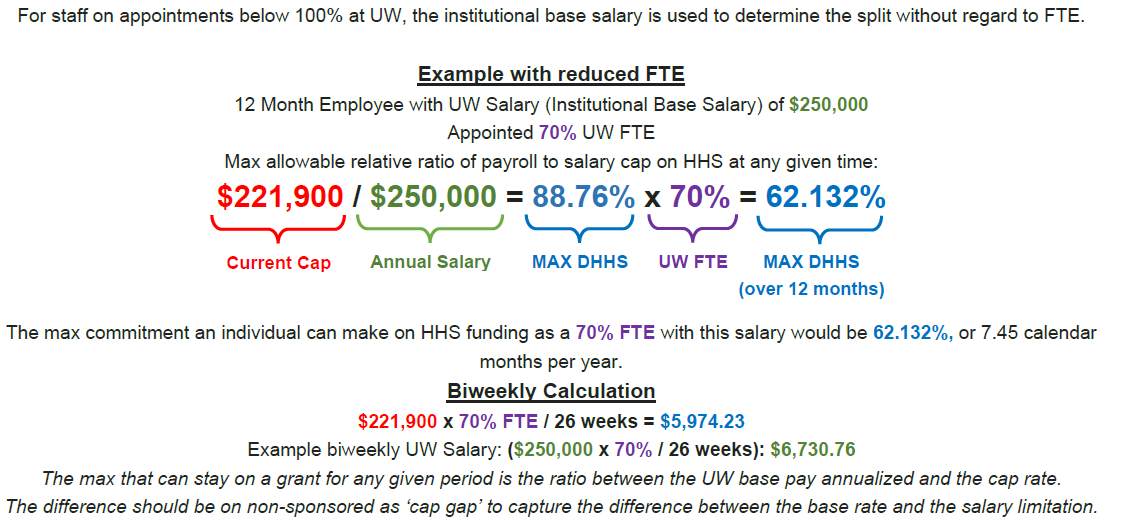 For staff on appointments below 100% at UW, the institutional base salary is used to determine the split without regard to FTE.
Example with reduced FTE
12 Month Employee with UW Salary (Institutional Base Salary) of $250,000
Appointed 70% UW FTE
Max allowable relative ratio of payroll to salary cap on HHS at any given time:
$221,900 / $250,000 = 88.76% x 70% = 62.132%
Current Cap Annual Salary MAX DHHS UW FTE MAX DHHS
(over 12 months)
The max commitment an individual can make on HHS funding as a 70% FTE with this salary would be 62.132%, or 7.45 calendar
months per year.
Biweekly Calculation
$221,900 x 70% FTE / 26 weeks = $5,974.23
Example biweekly UW Salary: ($250,000 x 70% / 26 weeks): $6,730.76
The max that can stay on a grant for any given period is the ratio between the UW base pay annualized and the cap rate.
The difference should be on non-sponsored as ‘cap gap’ to capture the difference between the base rate and the salary limitation.